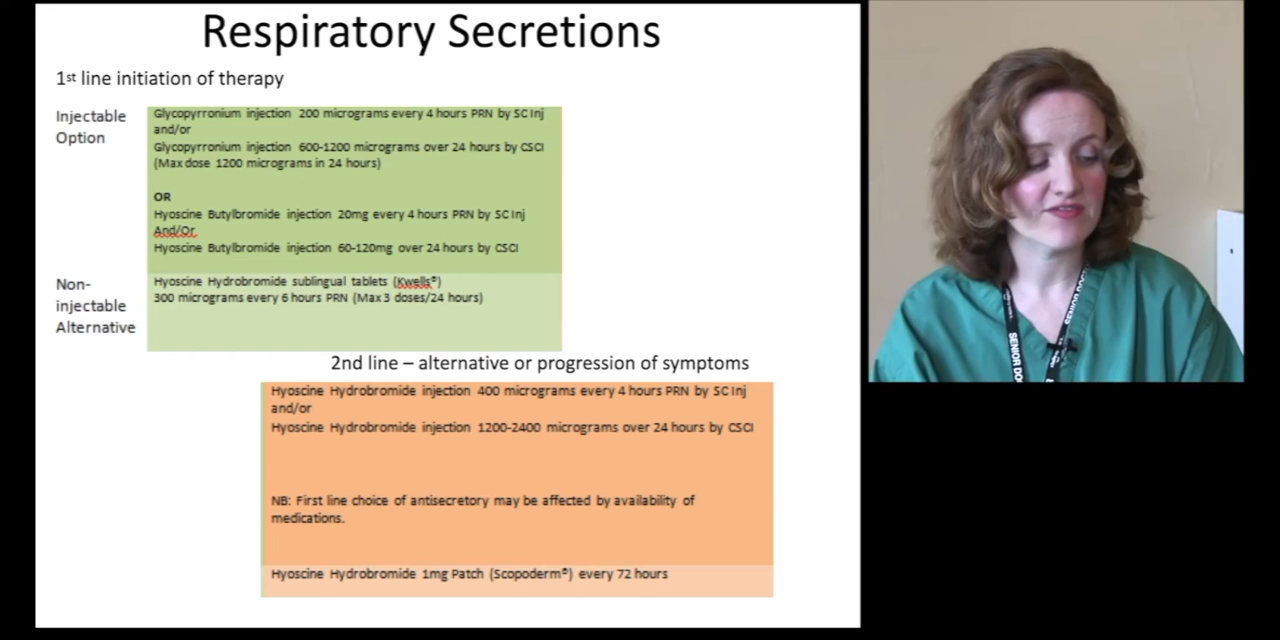 Respiratory Secretions
1st line initiation of therapy
Injectable
Option
Glycopyrronium injection 200 micrograms every 4 hours PRN by SC Inj
and/or
Glycopyrronium injection 600-1200 micrograms over 24 hours by CSCI
(Max dose 1200 micrograms in 24 hours)
OR
Hyoscine Butylbromide injection 20mg every 4 hours PRN by SC Inj
And/Or
Hyoscine Butylbromide injection 60-120mg over 24 hours by CSCI
Non-
injectable
Alternative
Hyoscine Hydrobromide sublingual tablets (Kwells®)
300 micrograms every 6 hours PRN (Max 3 doses/24 hours)
2nd line – alternative or progression of symptoms
Hyoscine Hydrobromide injection 400 micrograms every 4 hours PRN by SC Inj
and/or
Hyoscine Hydrobromide injection 1200-2400 micrograms over 24 hours by CSCI
NB: First line choice of antisecretory may be affected by availability of
medications.
Hyoscine Hydrobromide 1mg Patch (Scopoderm®) every 72 hours
SENIOR